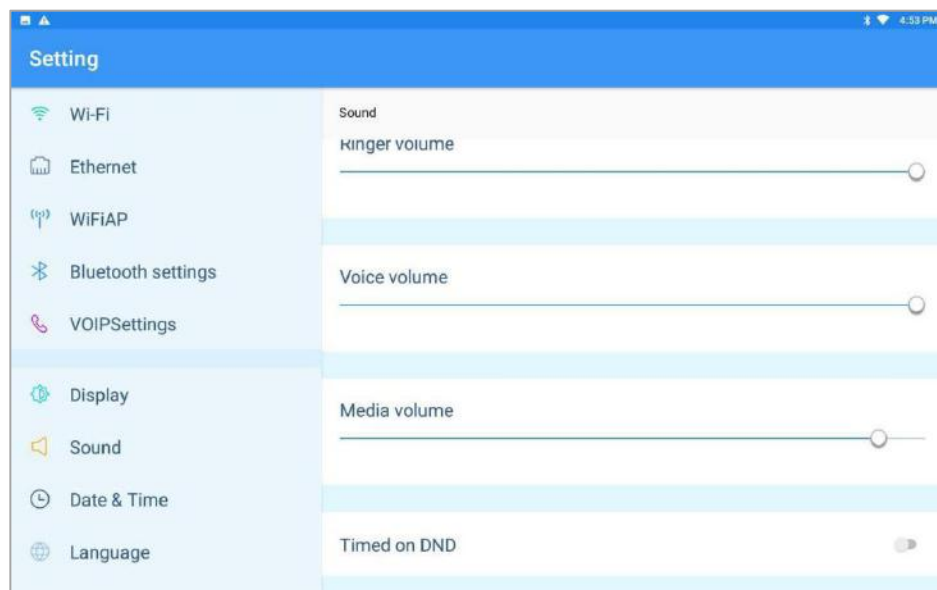 4:53 PM
Setting
Wi-Fi
Ethernet
WiFiAP
Bluetooth settings
VOIPSettings
Display
Sound
Date & Time
Language
Sound
Ringer volume
Voice volume
Media volume
Timed on DND